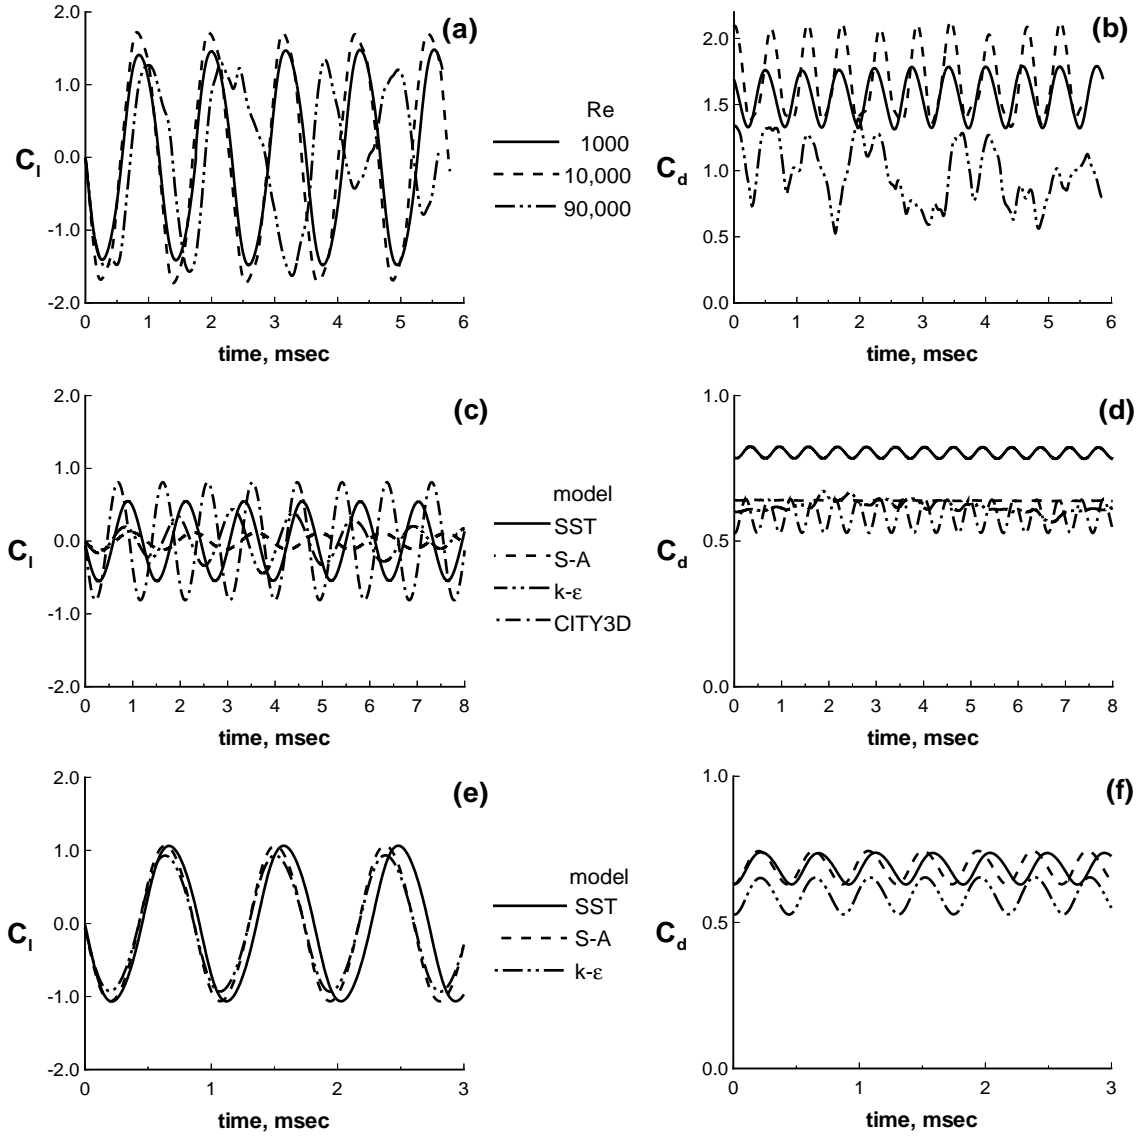 (a)
2.0
1.0
0.0
-1.0
-2.0
Cl
0 1 2 3 4 5 6
time, msec
Re
1000
10,000
90,000
(b)
2.0
1.5
1.0
0.5
0.0
Cd
0 1 2 3 4 5 6
time, msec
(c)
2.0
1.0
0.0
-1.0
-2.0
Cl
0 1 2 3 4 5 6 7 8
time, msec
model
SST
S-A
k-ε
CITY3D
(d)
1.0
0.5
0.0
Cd
0 1 2 3 4 5 6 7 8
time, msec
(e)
2.0
1.0
0.0
-1.0
-2.0
Cl
0 1 2 3
time, msec
model
SST
S-A
k-ε
(f)
1.0
0.5
0.0
Cd
0 1 2 3
time, msec